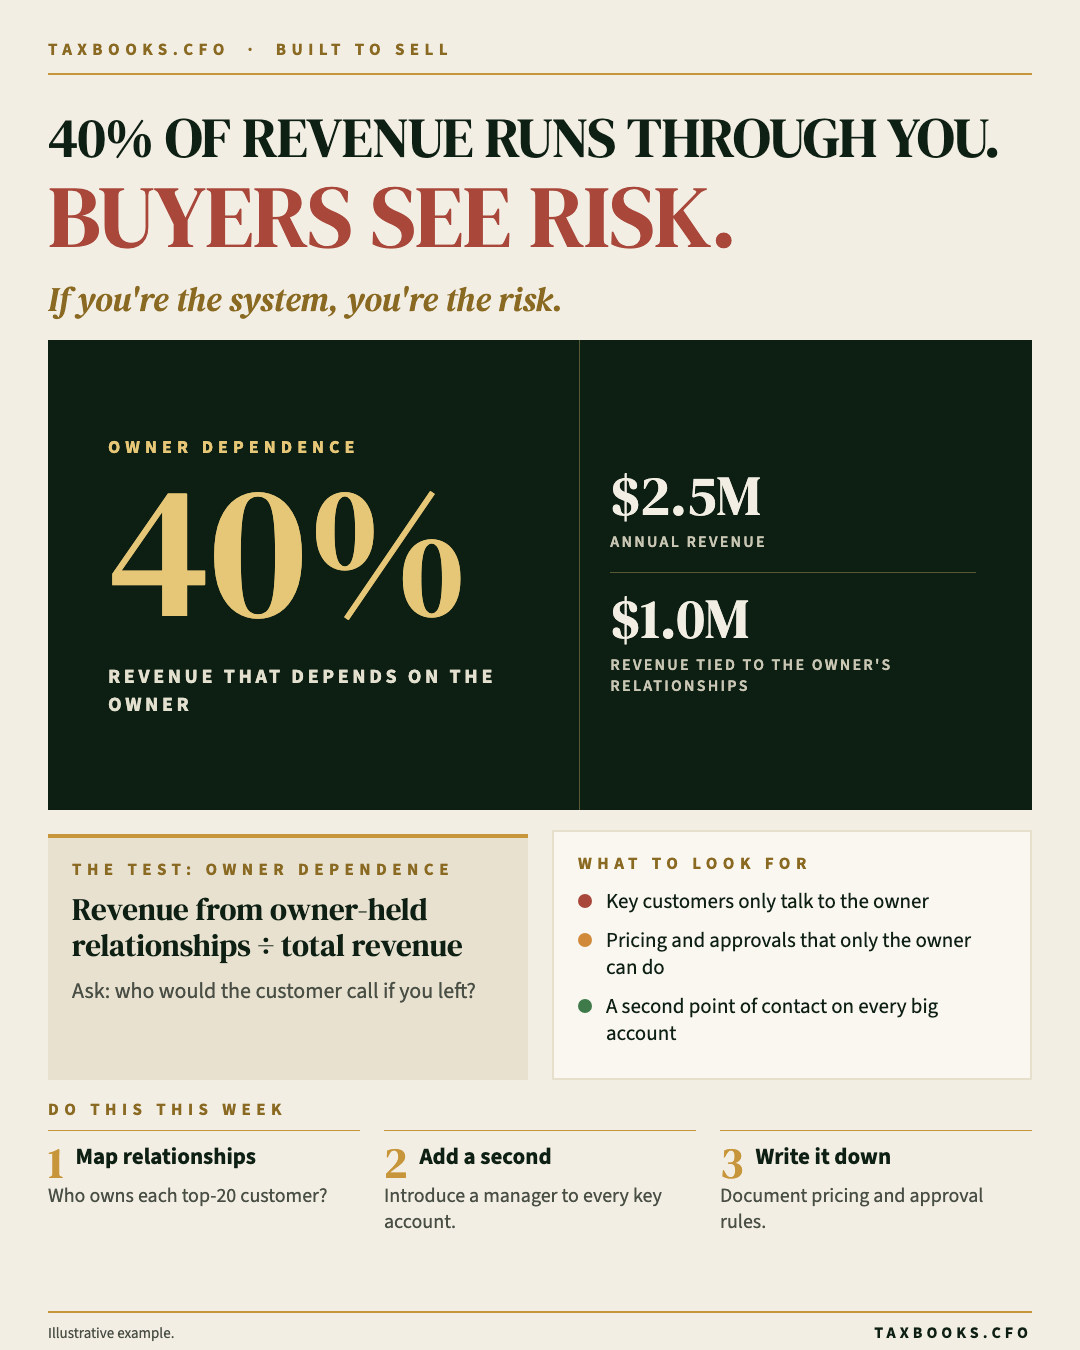 TAXBOOKS.CFO · BUILT TO SELL
40% OF REVENUE RUNS THROUGH YOU.
BUYERS SEE RISK.
If you're the system, you're the risk.
OWNER DEPENDENCE
40%
REVENUE THAT DEPENDS ON THE
OWNER
$2.5M
ANNUAL REVENUE
$1.0M
REVENUE TIED TO THE OWNER'S
RELATIONSHIPS
THE TEST: OWNER DEPENDENCE
Revenue from owner-held
relationships ÷ total revenue
Ask: who would the customer call if you left?
WHAT TO LOOK FOR
Key customers only talk to the owner
Pricing and approvals that only the owner
can do
A second point of contact on every big
account
DO THIS THIS WEEK
1 Map relationships
Who owns each top-20 customer?
2 Add a second
Introduce a manager to every key
account.
3 Write it down
Document pricing and approval
rules.
Illustrative example.
TAXBOOKS.CFO